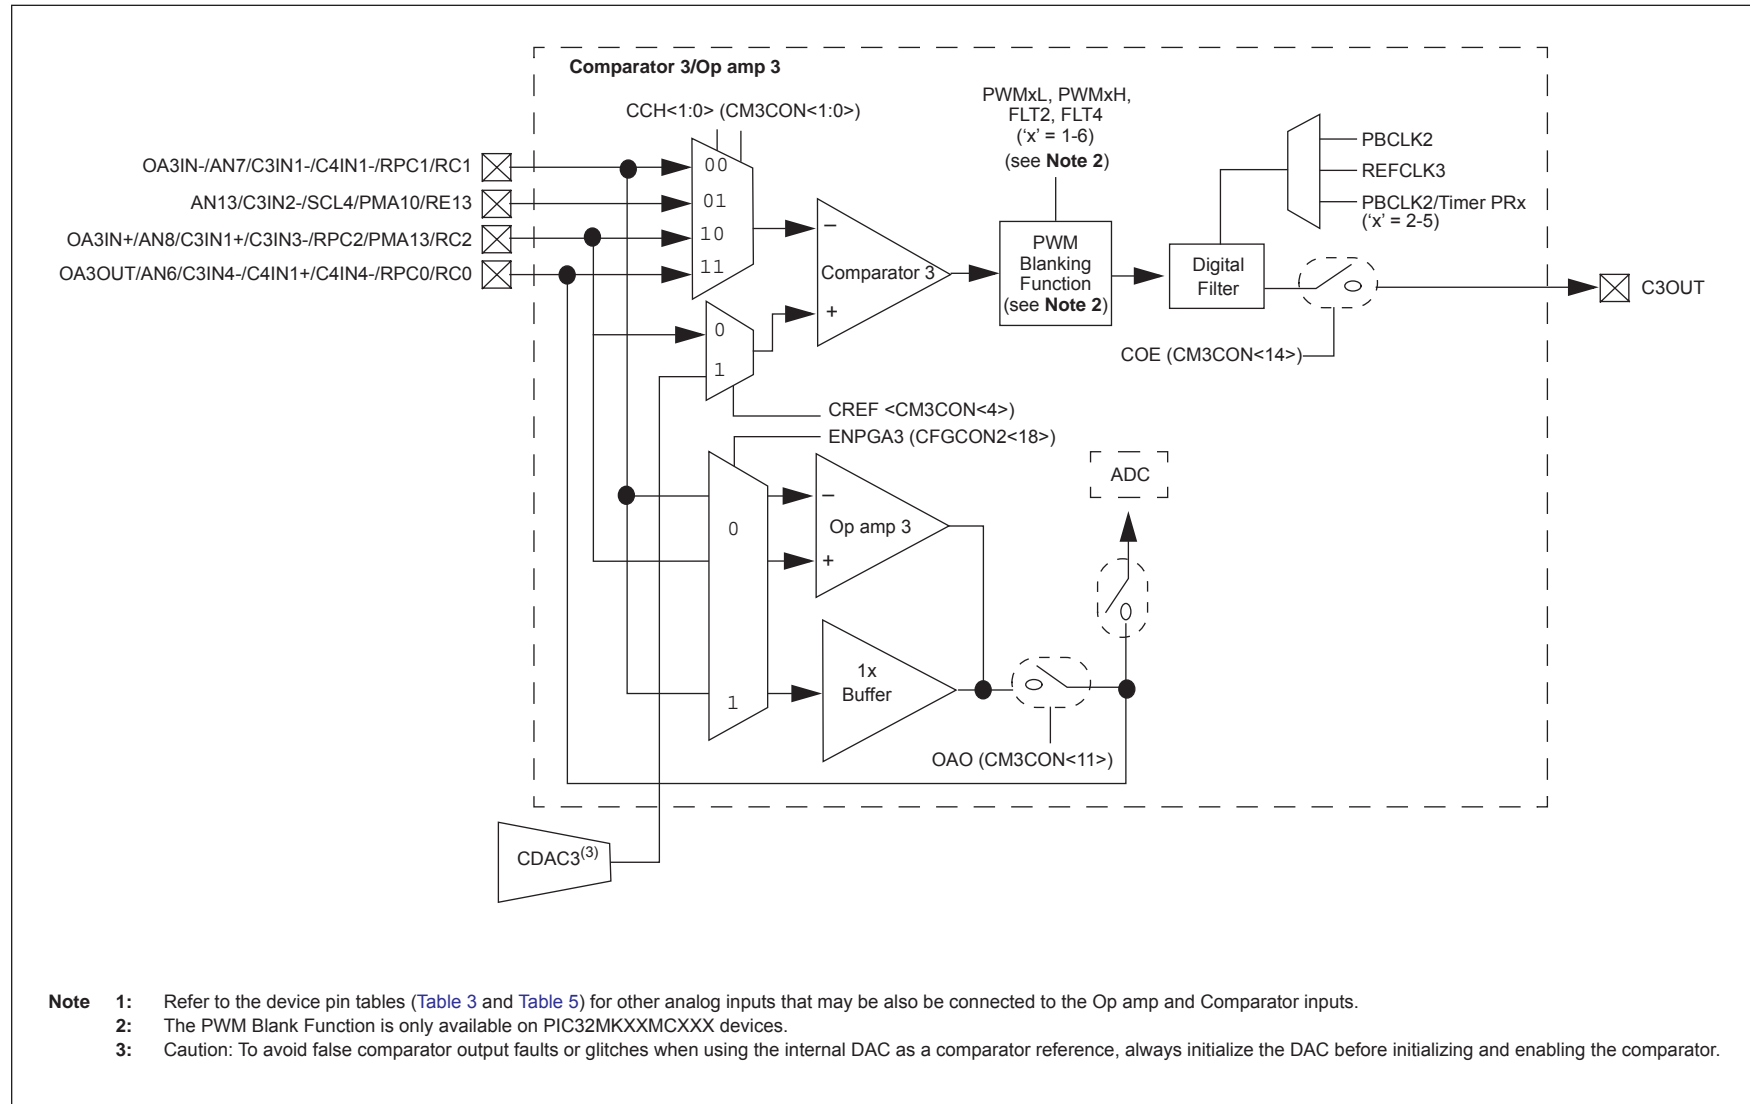 Comparator 3/Op amp 3
CCH<1:0> (CM3CON<1:0>)
PWMxL, PWMxH,
FLT2, FLT4
(‘x’ = 1-6)
(see Note 2)
PBCLK2
REFCLK3
PBCLK2/Timer PRx
(‘x’ = 2-5)
OA3IN-/AN7/C3IN1-/C4IN1-/RPC1/RC1
AN13/C3IN2-/SCL4/PMA10/RE13
OA3IN+/AN8/C3IN1+/C3IN3-/RPC2/PMA13/RC2
OA3OUT/AN6/C3IN4-/C4IN1+/C4IN4-/RPC0/RC0
00
01
10
11
–
Comparator 3
+
PWM
Blanking
Function
(see Note 2)
Digital
Filter
C3OUT
COE (CM3CON<14>)
0
1
CREF <CM3CON<4>)
ENPGA3 (CFGCON2<18>)
0
1
–
Op amp 3
+
ADC
1x
Buffer
OAO (CM3CON<11>)
CDAC3(3)
Note 1: Refer to the device pin tables (Table 3 and Table 5) for other analog inputs that may be also be connected to the Op amp and Comparator inputs.
2: The PWM Blank Function is only available on PIC32MKXXMCXXX devices.
3: Caution: To avoid false comparator output faults or glitches when using the internal DAC as a comparator reference, always initialize the DAC before initializing and enabling the comparator.